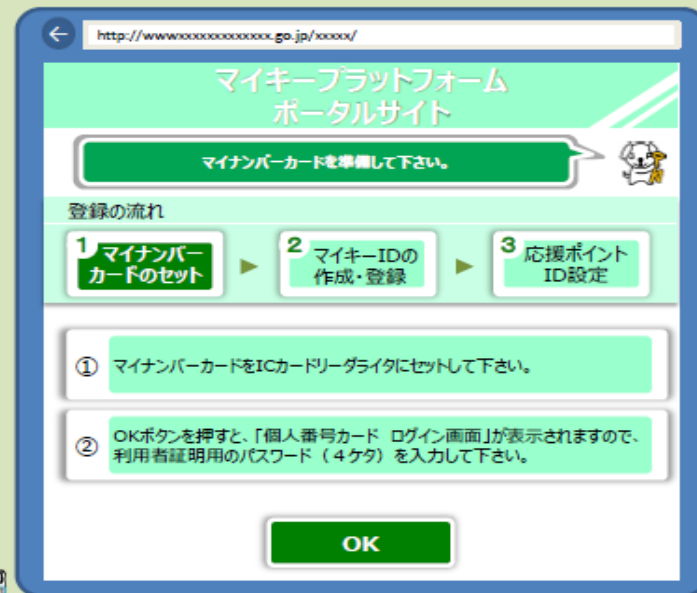 http://wwwxxxxxxxxxxxxx.go.jp/xxxxx/
マイキープラットフォーム
ポータルサイト
マイナンバーカードを準備して下さい。
登録の流れ
1 マイナンバー
カードのセット
▶
2 マイキーIDの
作成・登録
▶
3 応援ポイント
ID設定
① マイナンバーカードをICカードリーダライタにセットして下さい。
② OKボタンを押すと、「個人番号カード ログイン画面」が表示されますので、
利用者証明用のパスワード（４ケタ）を入力して下さい。
OK